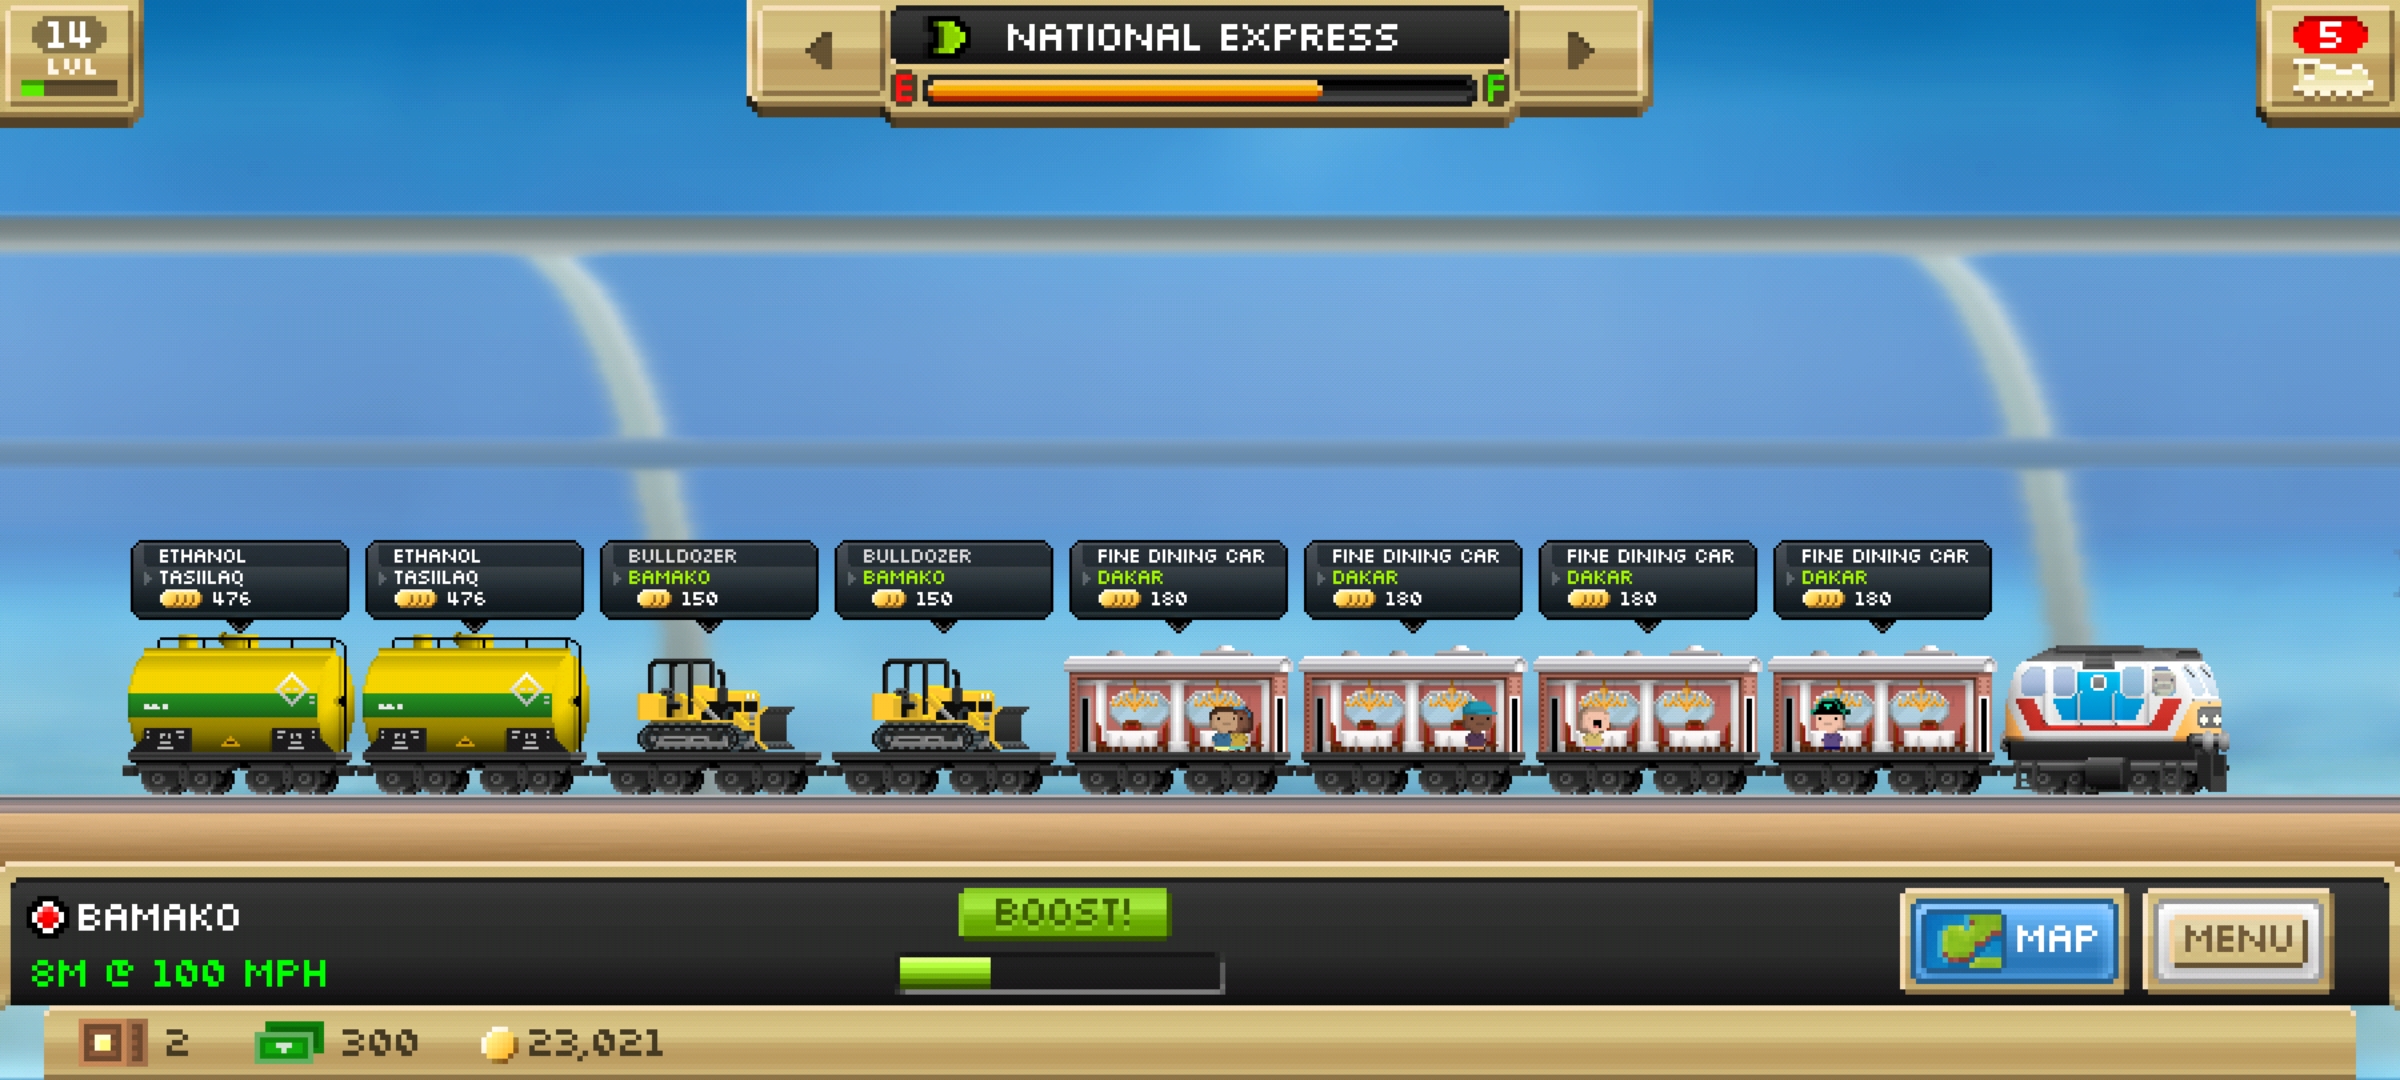 14
LVL
NATIONAL EXPRESS
E F
5
ETHANOL
TASIILAQ
476
ETHANOL
TASIILAQ
476
BULLDOZER
BAMAKO
150
BULLDOZER
BAMAKO
150
FINE DINING CAR
DAKAR
180
FINE DINING CAR
DAKAR
180
FINE DINING CAR
DAKAR
180
FINE DINING CAR
DAKAR
180
BAMAKO
8M @ 100 MPH
BOOST!
MAP
MENU
2 300 23,021